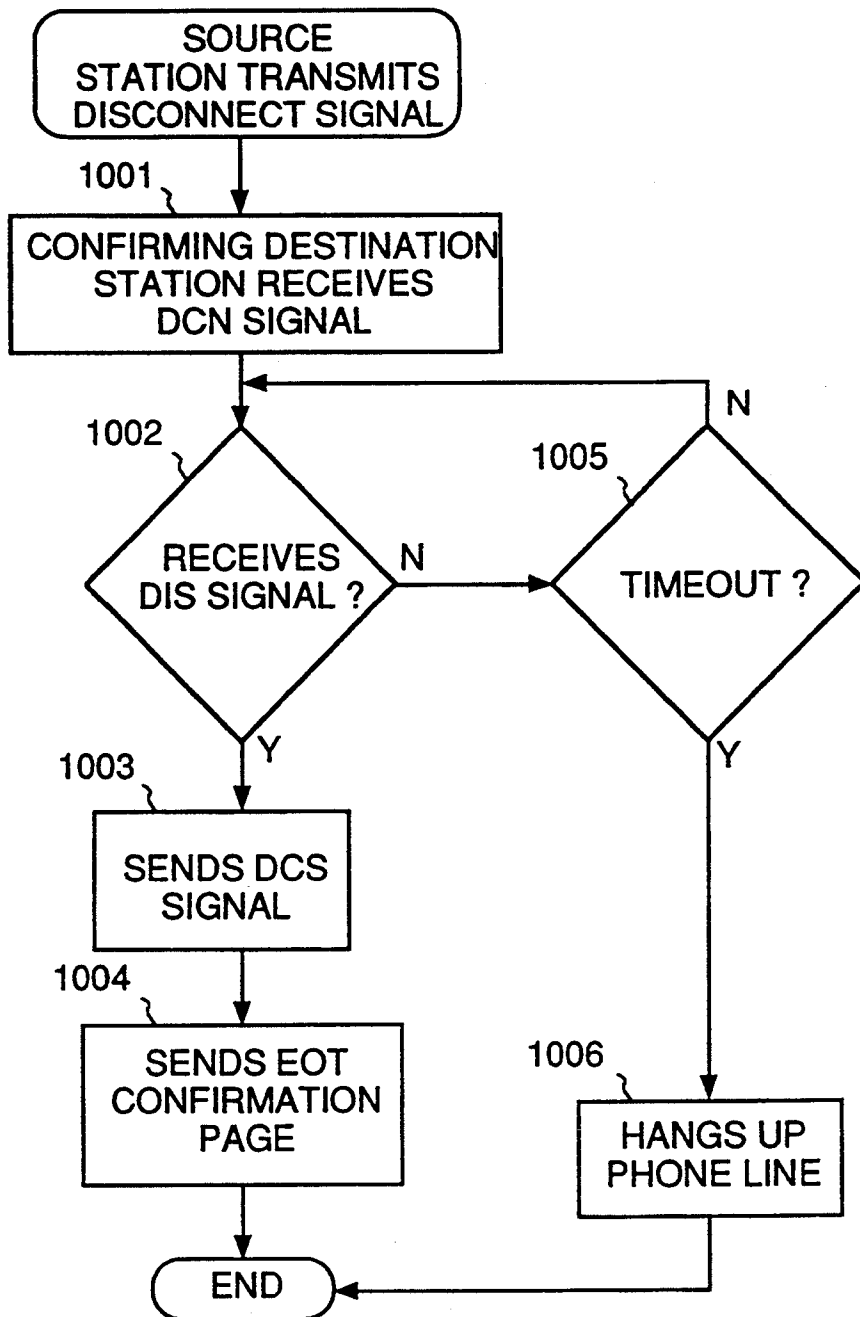 SOURCE
STATION TRANSMITS
DISCONNECT SIGNAL
1001
CONFIRMING DESTINATION
STATION RECEIVES
DCN SIGNAL
N
1002
1005
RECEIVES
DIS SIGNAL ?
N
TIMEOUT ?
Y
Y
1003
SENDS DCS
SIGNAL
1004
SENDS EOT
CONFIRMATION
PAGE
1006
HANGS UP
PHONE LINE
END